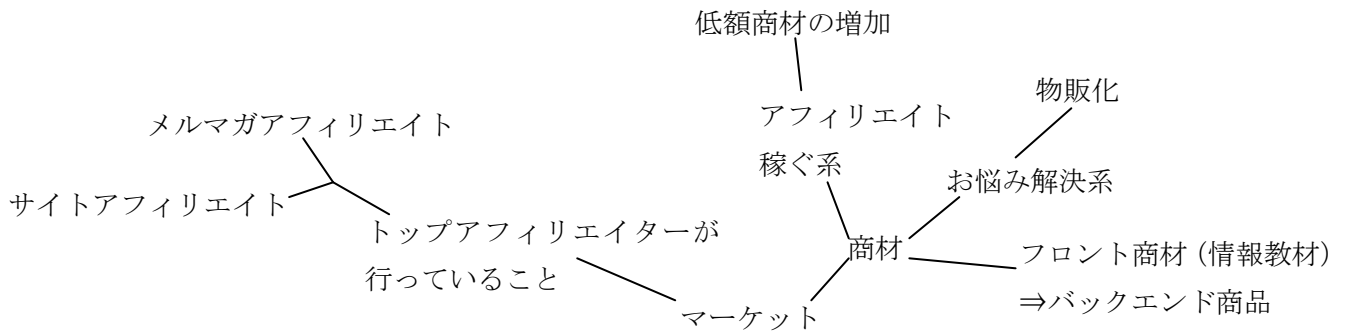 低額商材の増加
物販化
メルマガアフィリエイト
アフィリエイト
稼ぐ系
お悩み解決系
サイトアフィリエイト
トップアフィリエイターが
行っていること
商材
フロント商材（情報教材）
⇒バックエンド商品
マーケット